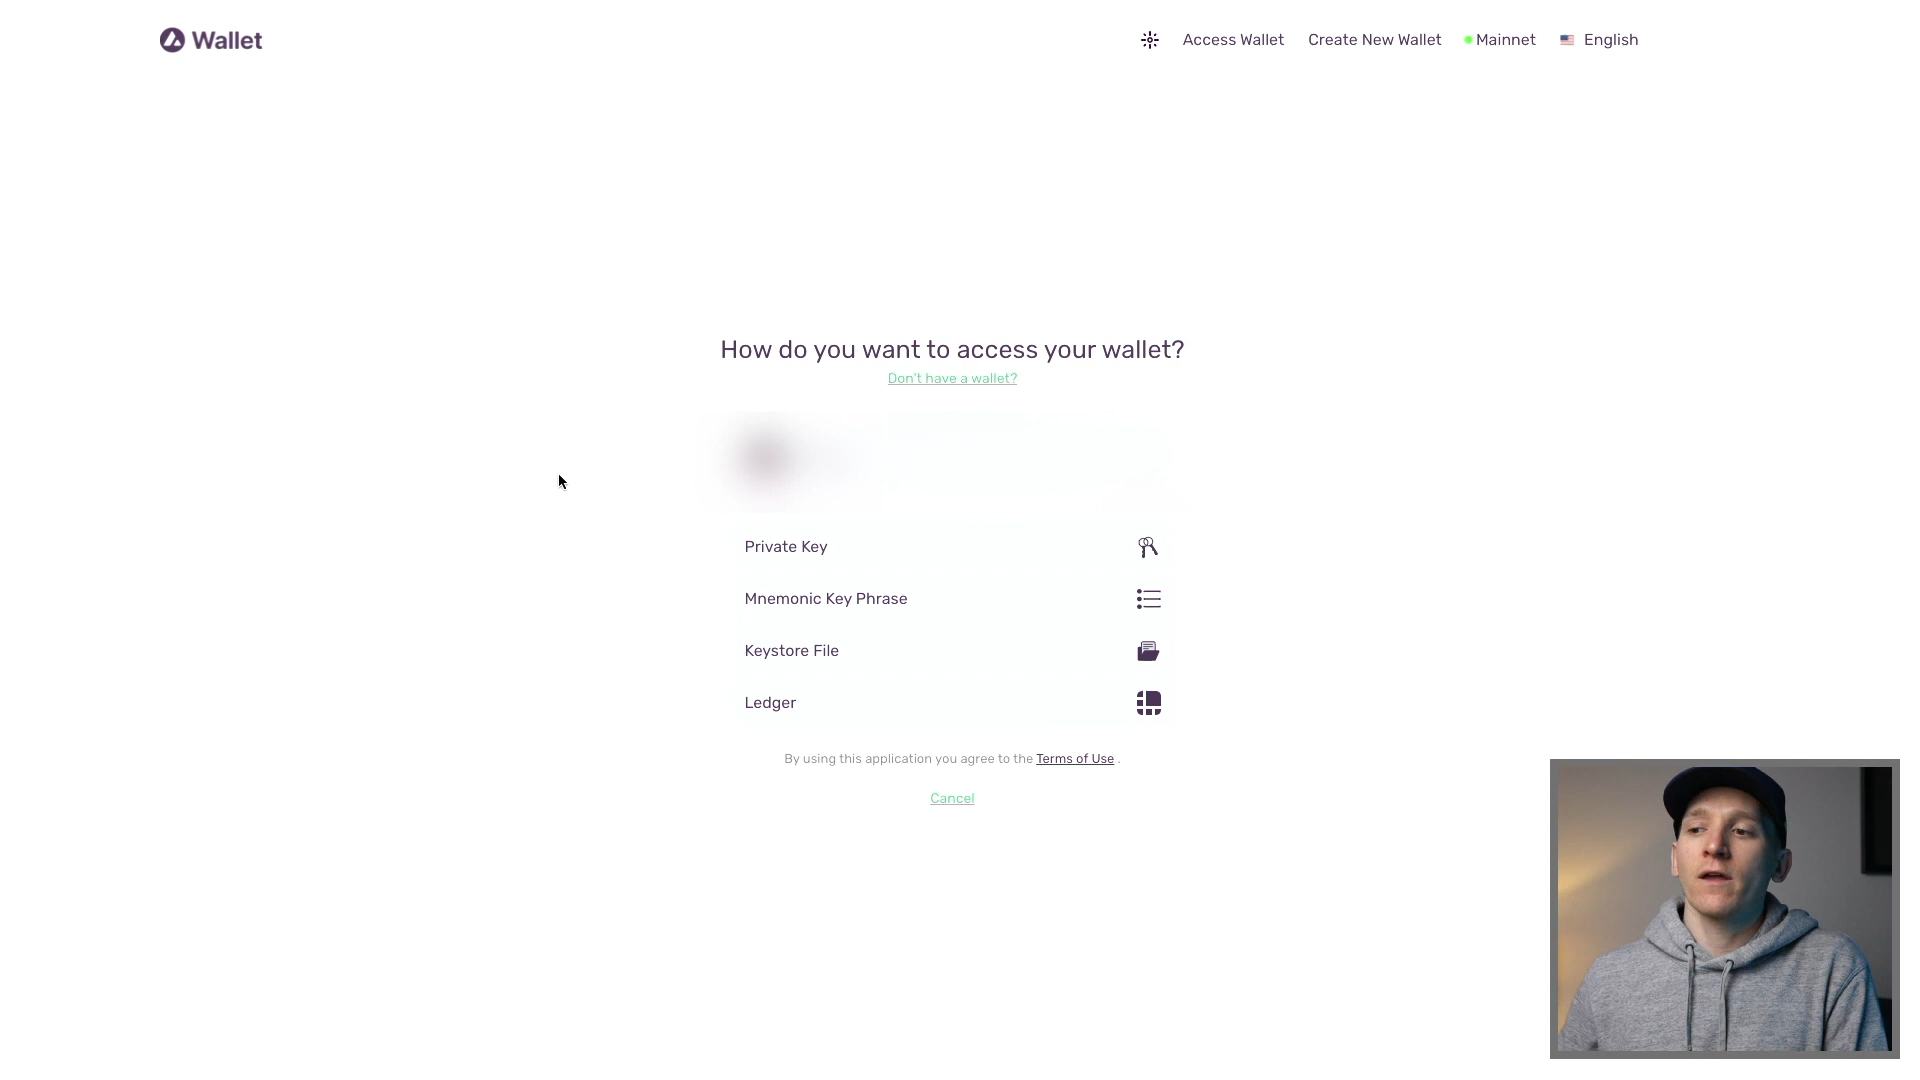 Wallet
Access Wallet
Create New Wallet
Mainnet
English
How do you want to access your wallet?
Don't have a wallet?
Private Key
Mnemonic Key Phrase
Keystore File
Ledger
By using this application you agree to the Terms of Use .
Cancel